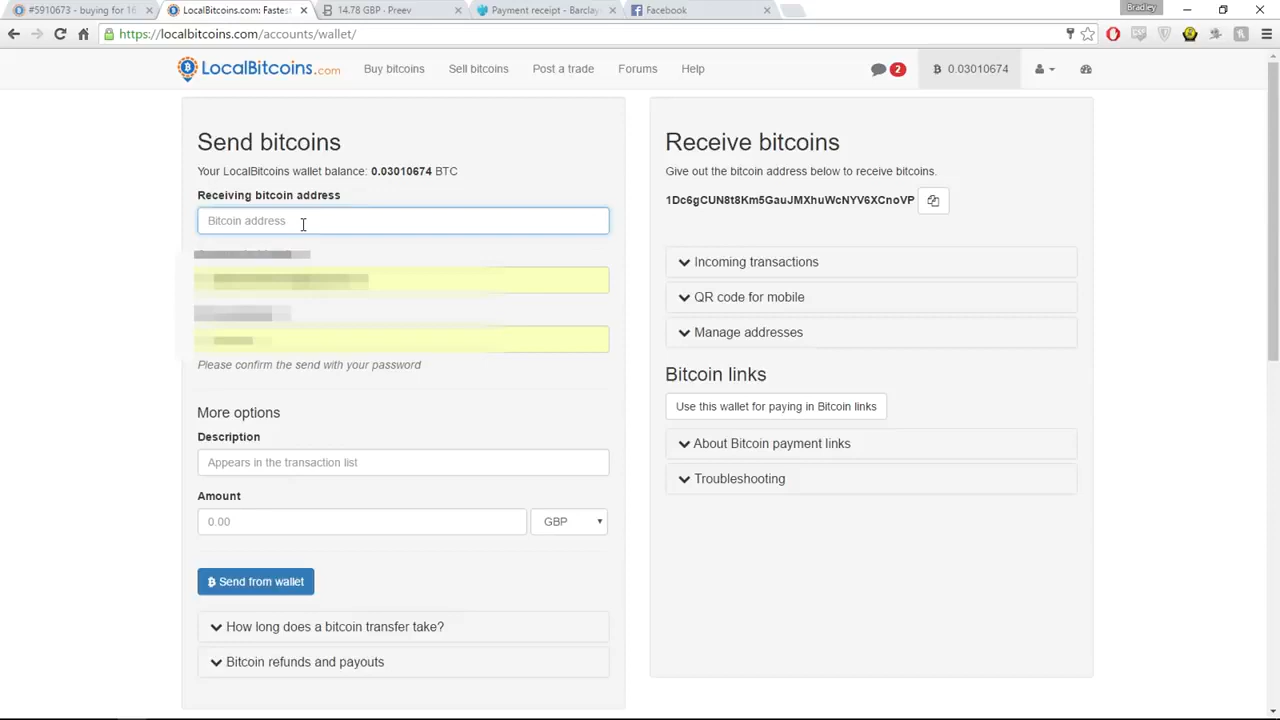 #5910673 - buying for 16
LocalBitcoins.com: Fastest
14.78 GBP - Preev
Payment receipt - Barclay
Facebook
Bradley
https://localbitcoins.com/accounts/wallet/
LocalBitcoins.com
Buy bitcoins
Sell bitcoins
Post a trade
Forums
Help
2
0.03010674
Send bitcoins
Your LocalBitcoins wallet balance: 0.03010674 BTC
Receiving bitcoin address
Bitcoin address
Please confirm the send with your password
More options
Description
Appears in the transaction list
Amount
0.00
GBP
Send from wallet
How long does a bitcoin transfer take?
Bitcoin refunds and payouts
Receive bitcoins
Give out the bitcoin address below to receive bitcoins.
1Dc6gCUN8t8Km5GauJMXhuWcNYV6XCnoVP
Incoming transactions
QR code for mobile
Manage addresses
Bitcoin links
Use this wallet for paying in Bitcoin links
About Bitcoin payment links
Troubleshooting